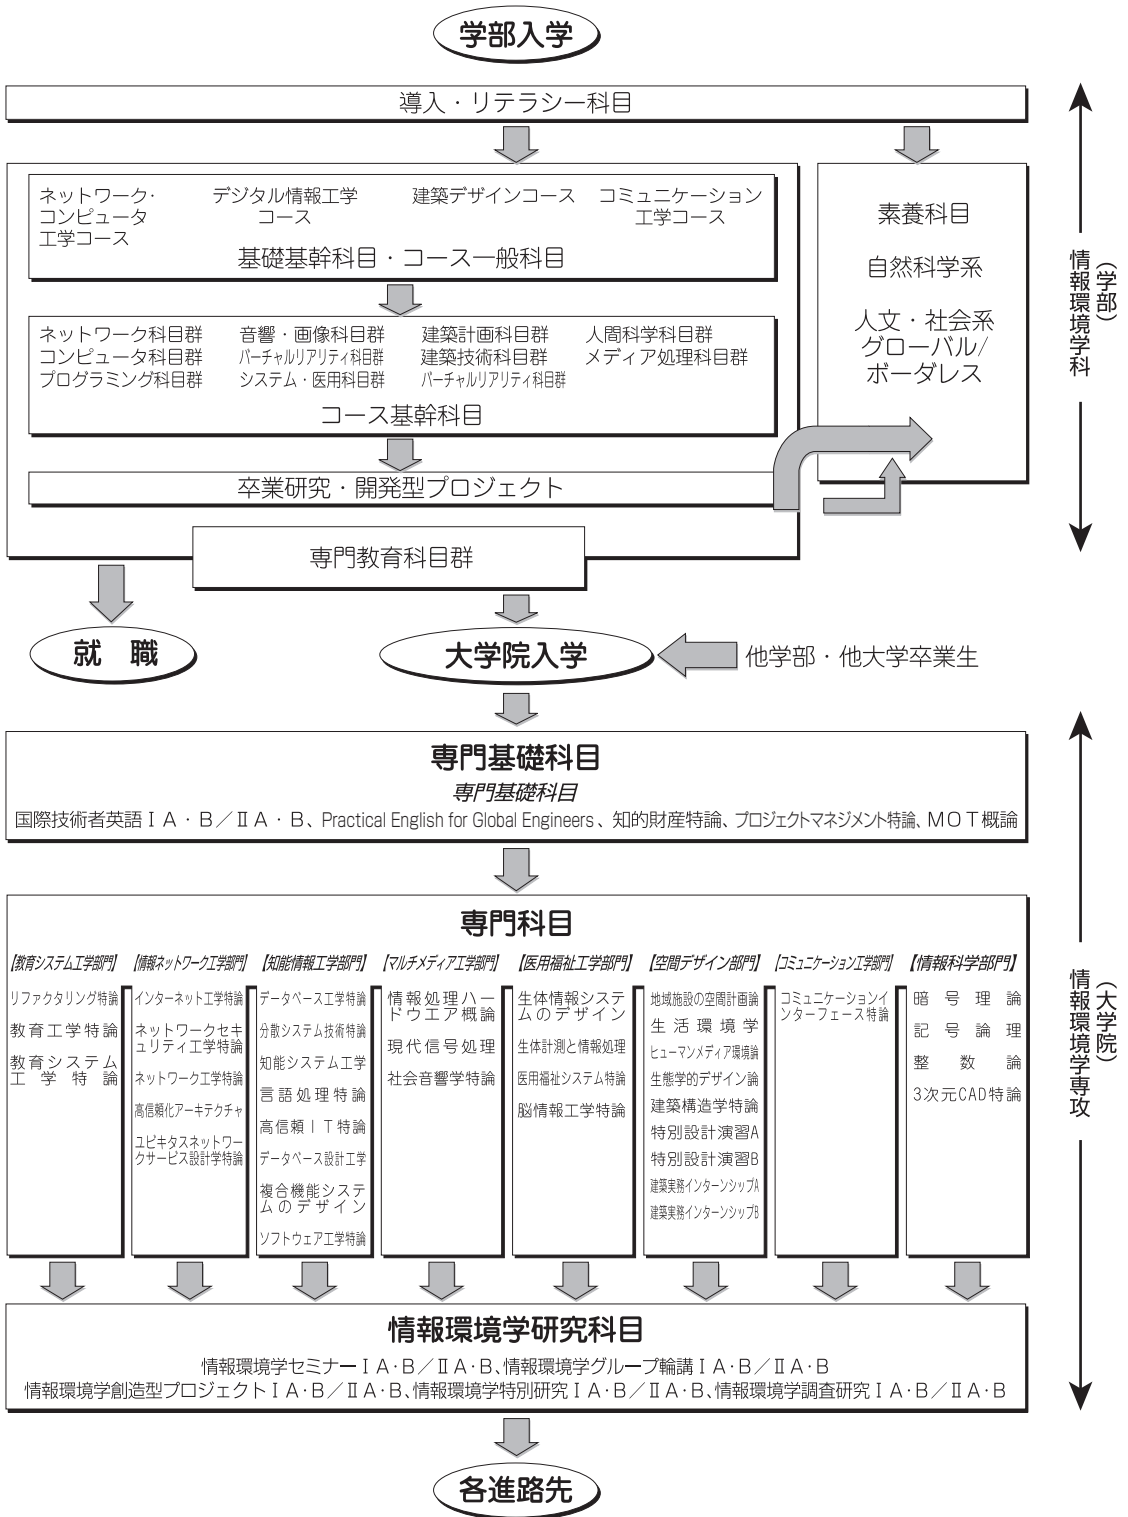 学部入学
導入・リテラシー科目
ネットワーク・
コンピュータ
工学コース
デジタル情報工学
コース
建築デザインコース
コミュニケーション
工学コース
基礎基幹科目・コース一般科目
ネットワーク科目群
コンピュータ科目群
プログラミング科目群
音響・画像科目群
バーチャルリアリティ科目群
システム・医用科目群
建築計画科目群
建築技術科目群
バーチャルリアリティ科目群
人間科学科目群
メディア処理科目群
コース基幹科目
卒業研究・開発型プロジェクト
専門教育科目群
素養科目
自然科学系
人文・社会系
グローバル/
ボーダレス
(学部)
情報環境学科
就 職
大学院入学
他学部・他大学卒業生
専門基礎科目
専門基礎科目
国際技術者英語ⅠA・B／ⅡA・B、Practical English for Global Engineers、知的財産特論、プロジェクトマネジメント特論、MOT概論
専門科目
【教育システム工学部門】
リファクタリング特論
教育工学特論
教育システム
工学特論
【情報ネットワーク工学部門】
インターネット工学特論
ネットワークセキ
ュリティ工学特論
ネットワーク工学特論
高信頼化アーキテクチャ
ユビキタスネットワー
クサービス設計学特論
【知能情報工学部門】
データベース工学特論
分散システム技術特論
知能システム工学
言語処理特論
高信頼IT特論
データベース設計工学
複合機能システ
ムのデザイン
ソフトウェア工学特論
【マルチメディア工学部門】
情報処理ハー
ドウエア概論
現代信号処理
社会音響学特論
【医用福祉工学部門】
生体情報システ
ムのデザイン
生体計測と情報処理
医用福祉システム特論
脳情報工学特論
【空間デザイン部門】
地域施設の空間計画論
生活環境学
ヒューマンメディア環境論
生態学的デザイン論
建築構造学特論
特別設計演習A
特別設計演習B
建築実務インターンシップA
建築実務インターンシップB
【コミュニケーション工学部門】
コミュニケーションイ
ンターフェース特論
【情報科学部門】
暗号理論
記号論理
整数論
3次元CAD特論
(大学院)
情報環境学専攻
情報環境学研究科目
情報環境学セミナーⅠA・B／ⅡA・B、情報環境学グループ輪講ⅠA・B／ⅡA・B
情報環境学創造型プロジェクトⅠA・B／ⅡA・B、情報環境学特別研究ⅠA・B／ⅡA・B、情報環境学調査研究ⅠA・B／ⅡA・B
各進路先